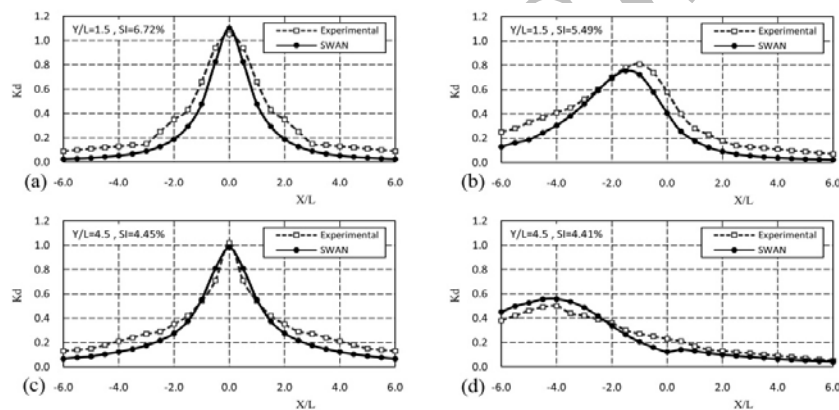 Y/L=1.5 , SI=6.72%
Experimental
SWAN
Kd
1.2
1.0
0.8
0.6
0.4
0.2
0.0
-6.0 -4.0 -2.0 0.0 2.0 4.0 6.0
X/L
(a)
Y/L=1.5 , SI=5.49%
Experimental
SWAN
Kd
1.2
1.0
0.8
0.6
0.4
0.2
0.0
-6.0 -4.0 -2.0 0.0 2.0 4.0 6.0
X/L
(b)
Y/L=4.5 , SI=4.45%
Experimental
SWAN
Kd
1.2
1.0
0.8
0.6
0.4
0.2
0.0
-6.0 -4.0 -2.0 0.0 2.0 4.0 6.0
X/L
(c)
Y/L=4.5 , SI=4.41%
Experimental
SWAN
Kd
1.2
1.0
0.8
0.6
0.4
0.2
0.0
-6.0 -4.0 -2.0 0.0 2.0 4.0 6.0
X/L
(d)